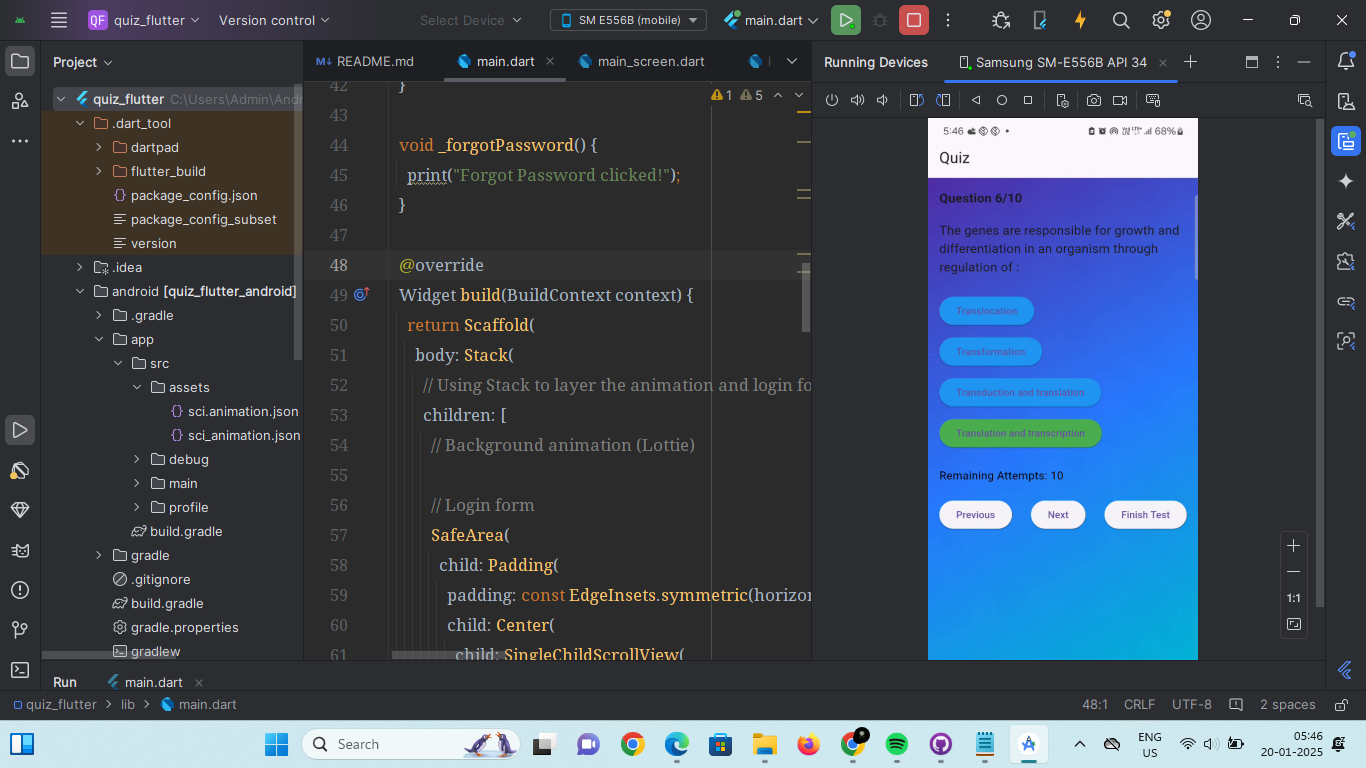 QF quiz_flutter Version control Select Device SM E556B (mobile) main.dart
Project
quiz_flutter C:\Users\Admin\Andr
.dart_tool
dartpad
flutter_build
package_config.json
package_config_subset
version
.idea
android [quiz_flutter_android]
.gradle
app
src
assets
sci.animation.json
sci_animation.json
debug
main
profile
build.gradle
gradle
.gitignore
build.gradle
gradle.properties
gradlew
README.md main.dart main_screen.dart
1 5
42 }
43
44 void _forgotPassword() {
45 print("Forgot Password clicked!");
46 }
47
48 @override
49 Widget build(BuildContext context) {
50 return Scaffold(
51 body: Stack(
52 // Using Stack to layer the animation and login fo
53 children: [
54 // Background animation (Lottie)
55
56 // Login form
57 SafeArea(
58 child: Padding(
59 padding: const EdgeInsets.symmetric(horizon
60 child: Center(
61 child: SingleChildScrollView(
Running Devices Samsung SM-E556B API 34
5:46 68%
Quiz
Question 6/10
The genes are responsible for growth and
differentiation in an organism through
regulation of :
Translocation
Transformation
Transduction and translation
Translation and transcription
Remaining Attempts: 10
Previous Next Finish Test
1:1
Run main.dart
quiz_flutter > lib > main.dart 48:1 CRLF UTF-8 2 spaces
Search
ENG
US
05:46
20-01-2025